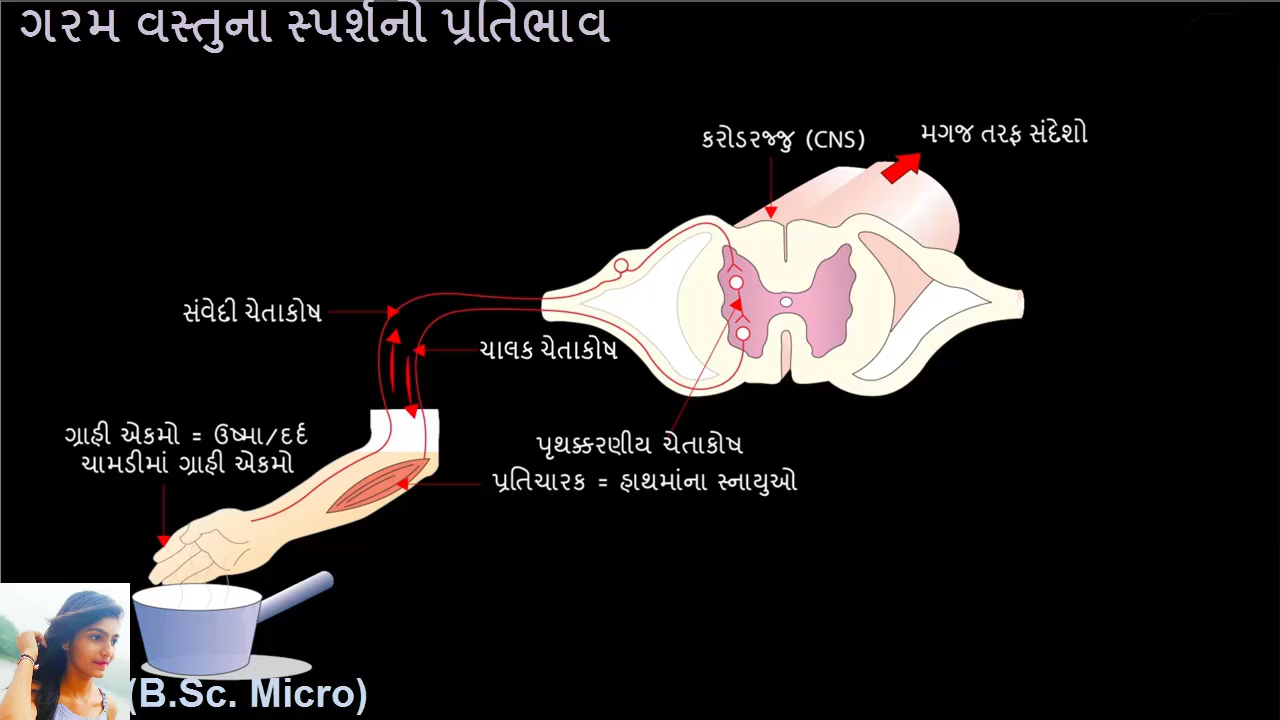 ગરમ વસ્તુના સ્પર્શનો પ્રતિભાવ
કરોડરજ્જુ (CNS)
મગજ તરફ સંદેશો
સંવેદી ચેતાકોષ
ચાલક ચેતાકોષ
ગ્રાહી એકમો = ઉષ્મા/દર્દ
ચામડીમાં ગ્રાહી એકમો
પૃથક્કરણીય ચેતાકોષ
પ્રતિચારક = હાથમાંના સ્નાયુઓ
(B.Sc. Micro)